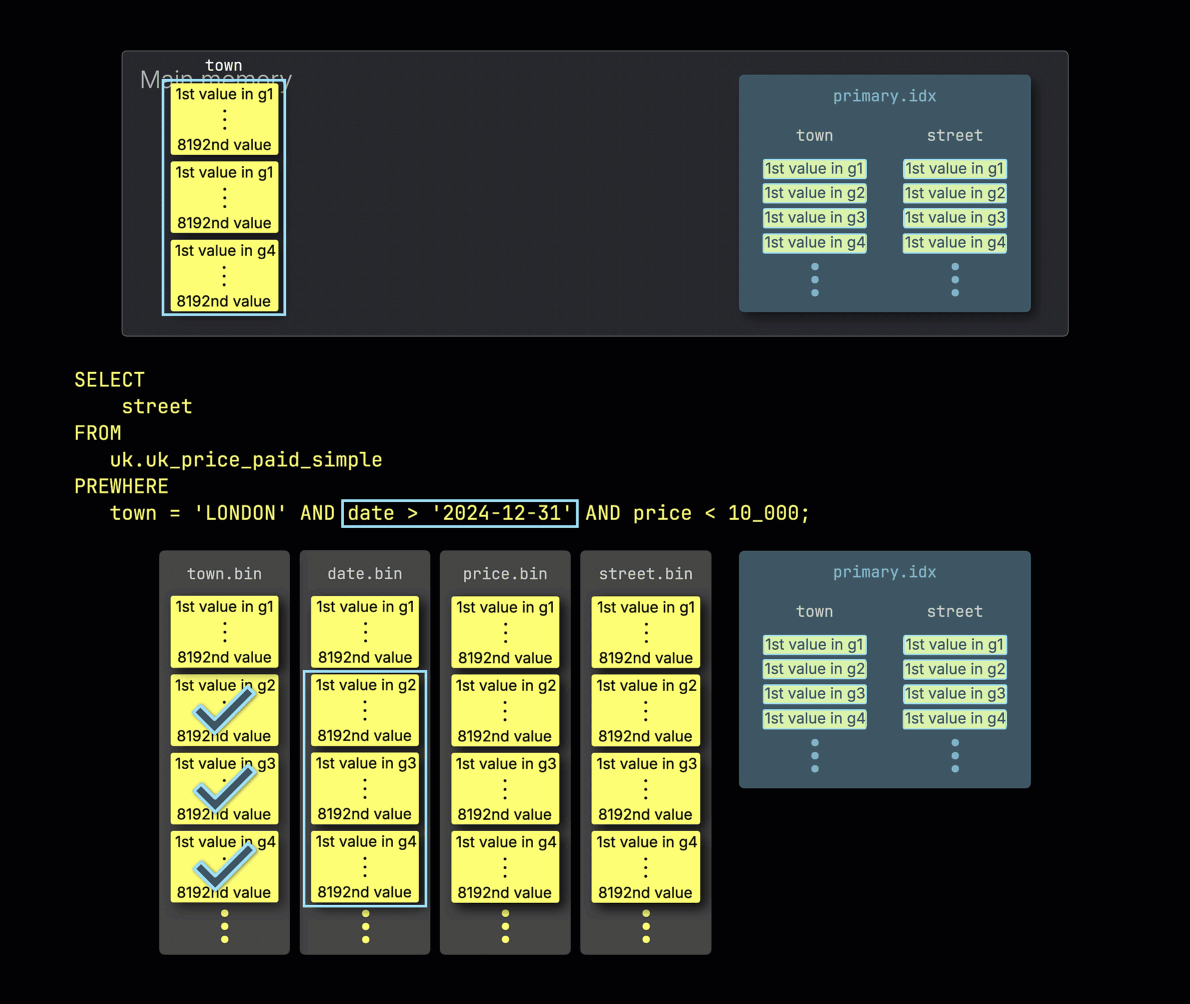 town
Main memory
1st value in g1
8192nd value
1st value in g1
8192nd value
1st value in g4
8192nd value
primary.idx
town street
1st value in g1 1st value in g1
1st value in g2 1st value in g2
1st value in g3 1st value in g3
1st value in g4 1st value in g4
SELECT
street
FROM
uk.uk_price_paid_simple
PREWHERE
town = 'LONDON' AND date > '2024-12-31' AND price < 10_000;
town.bin date.bin price.bin street.bin
1st value in g1 1st value in g1 1st value in g1 1st value in g1
8192nd value 8192nd value 8192nd value 8192nd value
1st value in g2 1st value in g2 1st value in g2 1st value in g2
8192nd value 8192nd value 8192nd value 8192nd value
1st value in g3 1st value in g3 1st value in g3 1st value in g3
8192nd value 8192nd value 8192nd value 8192nd value
1st value in g4 1st value in g4 1st value in g4 1st value in g4
8192nd value 8192nd value 8192nd value 8192nd value
primary.idx
town street
1st value in g1 1st value in g1
1st value in g2 1st value in g2
1st value in g3 1st value in g3
1st value in g4 1st value in g4